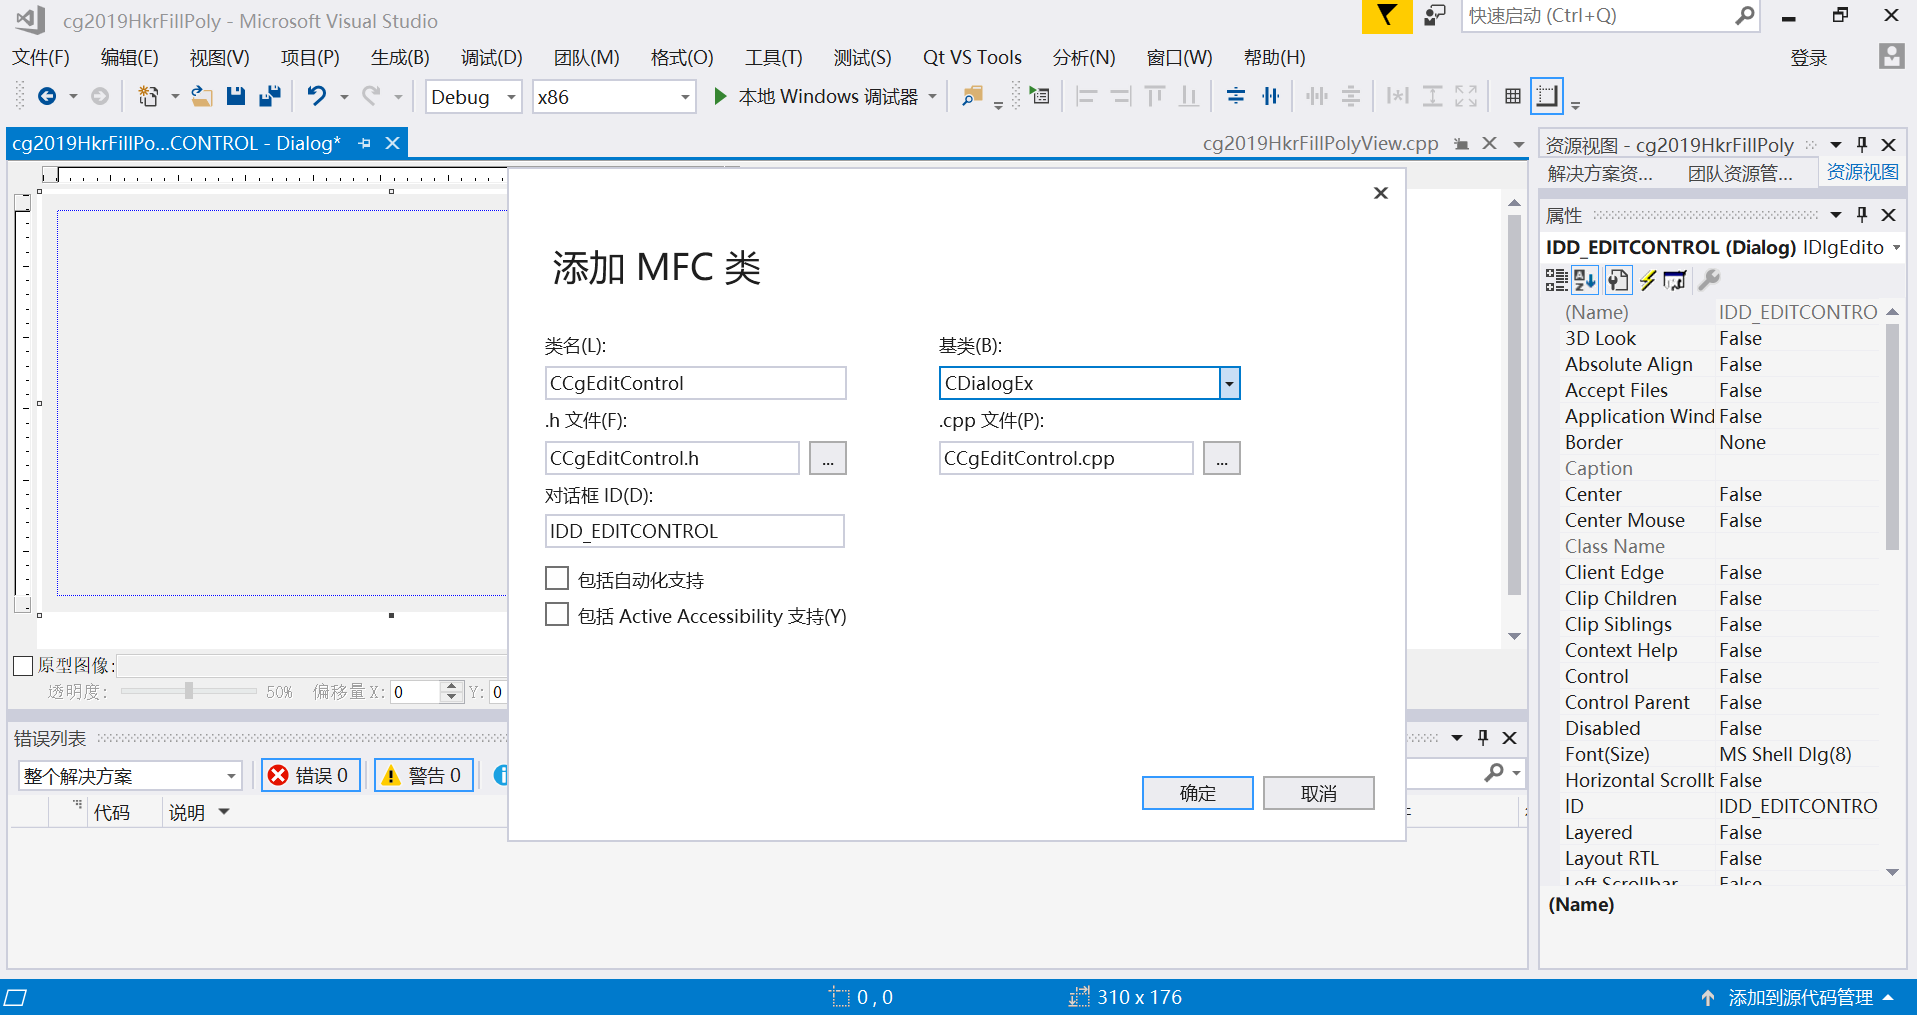 cg2019HkrFillPoly - Microsoft Visual Studio
快速启动 (Ctrl+Q)
文件(F) 编辑(E) 视图(V) 项目(P) 生成(B) 调试(D) 团队(M) 格式(O) 工具(T) 测试(S) Qt VS Tools 分析(N) 窗口(W) 帮助(H) 登录
Debug x86 本地 Windows 调试器
cg2019HkrFillPo...CONTROL - Dialog*
cg2019HkrFillPolyView.cpp
添加 MFC 类
类名(L): 基类(B):
CCgEditControl CDialogEx
.h 文件(F): .cpp 文件(P):
CCgEditControl.h ... CCgEditControl.cpp ...
对话框 ID(D):
IDD_EDITCONTROL
包括自动化支持
包括 Active Accessibility 支持(Y)
确定 取消
原型图像:
透明度: 50% 偏移量 X: 0 Y: 0
错误列表
整个解决方案 错误 0 警告 0
代码 说明
资源视图 - cg2019HkrFillPoly
解决方案资... 团队资源管... 资源视图
属性
IDD_EDITCONTROL (Dialog) IDlgEdito
(Name) IDD_EDITCONTRO
3D Look False
Absolute Align False
Accept Files False
Application Wind False
Border None
Caption
Center False
Center Mouse False
Class Name
Client Edge False
Clip Children False
Clip Siblings False
Context Help False
Control False
Control Parent False
Disabled False
Font(Size) MS Shell Dlg(8)
Horizontal Scrollb False
ID IDD_EDITCONTRO
Layered False
Layout RTL False
Left Scrollbar False
(Name)
0 , 0 310 x 176 添加到源代码管理